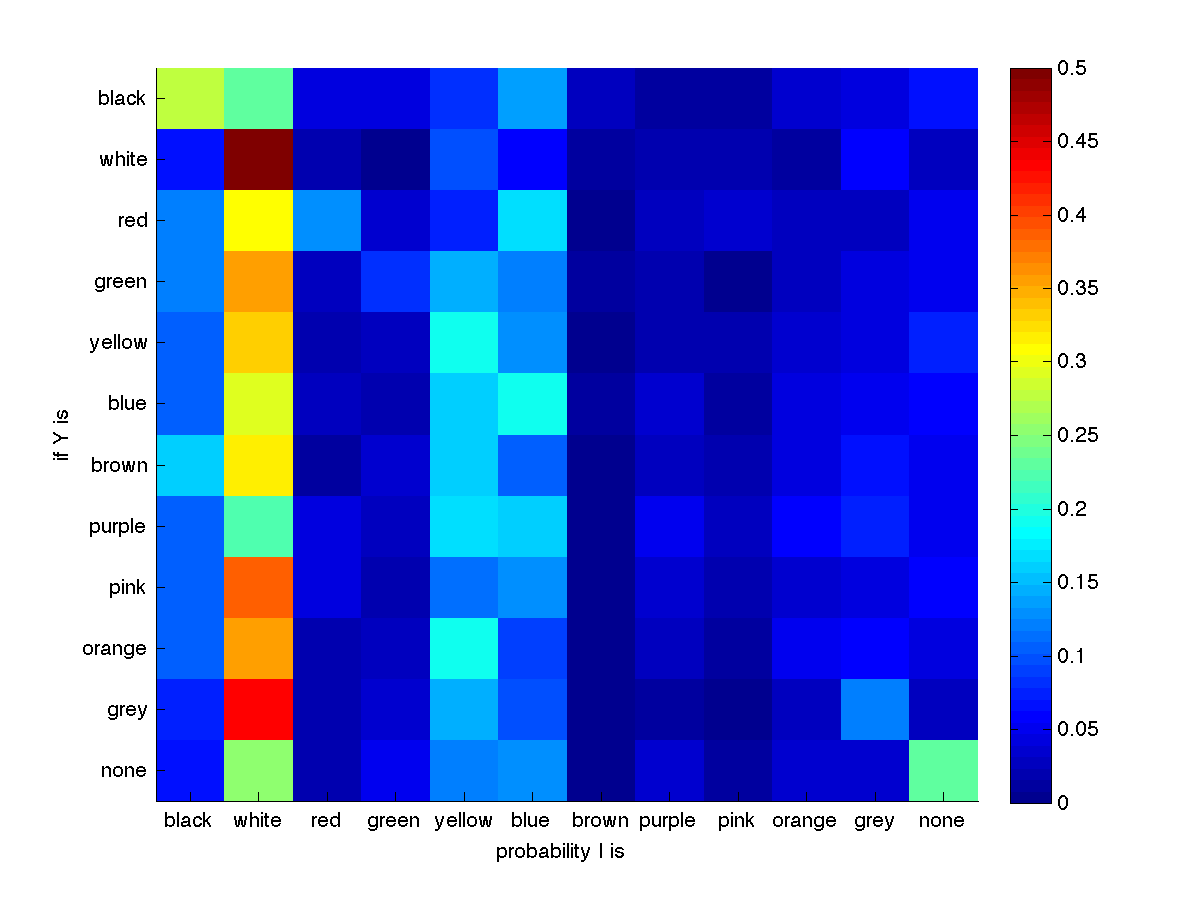 black
white
red
green
yellow
blue
brown
purple
pink
orange
grey
none
if Y is
black white red green yellow blue brown purple pink orange grey none
probability I is
0.5
0.45
0.4
0.35
0.3
0.25
0.2
0.15
0.1
0.05
0